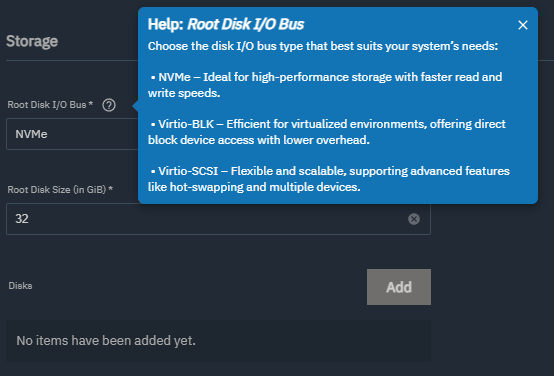 Storage
Help: Root Disk I/O Bus
Choose the disk I/O bus type that best suits your system's needs:
• NVMe – Ideal for high-performance storage with faster read and
write speeds.
• Virtio-BLK – Efficient for virtualized environments, offering direct
block device access with lower overhead.
• Virtio-SCSI – Flexible and scalable, supporting advanced features
like hot-swapping and multiple devices.
Root Disk I/O Bus *
NVMe
Root Disk Size (in GiB) *
32
Disks
Add
No items have been added yet.